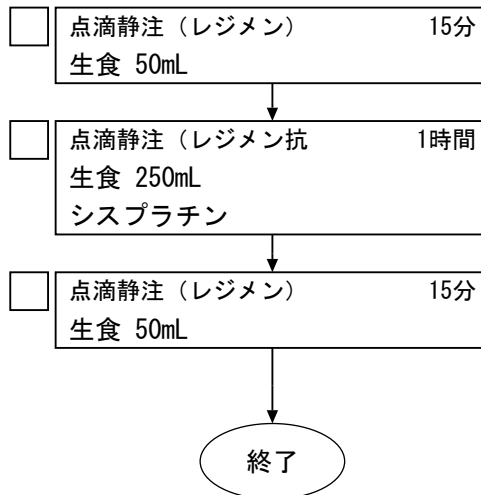 点滴静注（レジメン） 15分
生食 50mL
点滴静注（レジメン抗 1時間
生食 250mL
シスプラチン
点滴静注（レジメン） 15分
生食 50mL
終了